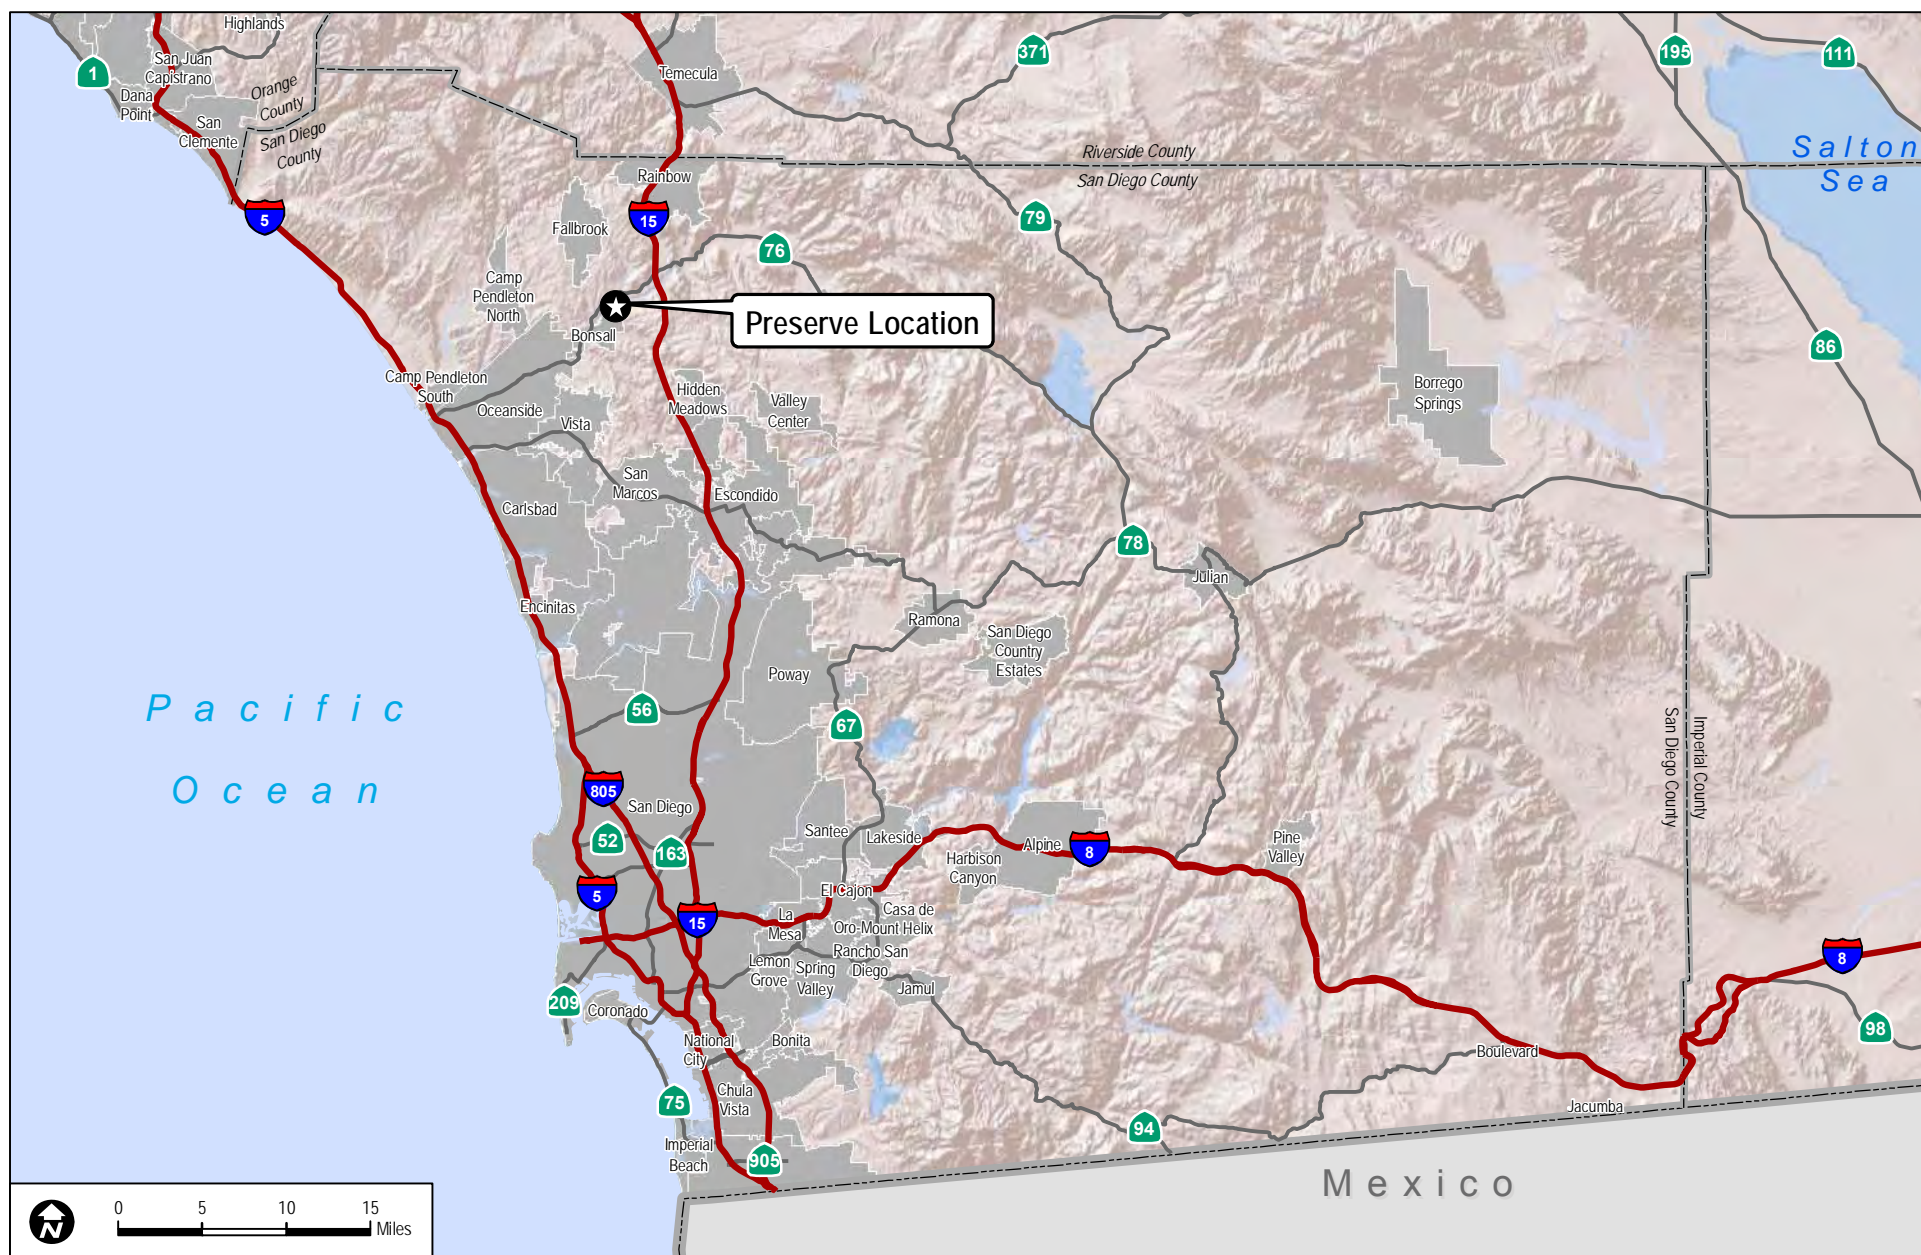 Highlands
San Juan
Capistrano
1
Dana
Point
San
Clemente
Orange
County
San Diego
County
Temecula
371
195
111
Riverside County
San Diego County
Salton
Sea
Rainbow
5
15
Fallbrook
76
79
Camp
Pendleton
North
Preserve Location
Bonsall
86
Camp Pendleton
South
Oceanside
Vista
Hidden
Meadows
Valley
Center
Borrego
Springs
San
Marcos
Escondido
Carlsbad
78
Julian
Encinitas
Ramona
San Diego
Country
Estates
Poway
Pacific
Ocean
56
67
San Diego County
Imperial County
805
San Diego
52
163
Santee
Lakeside
Harbison
Canyon
Alpine
8
Pine
Valley
5
15
El Cajon
La
Mesa
Casa de
Oro-Mount Helix
Rancho San
Diego
Lemon
Grove
Spring
Valley
Jamul
8
209
Coronado
National
City
Bonita
98
Boulevard
75
Chula
Vista
Jacumba
94
Imperial
Beach
905
Mexico
N
0 5 10 15
Miles